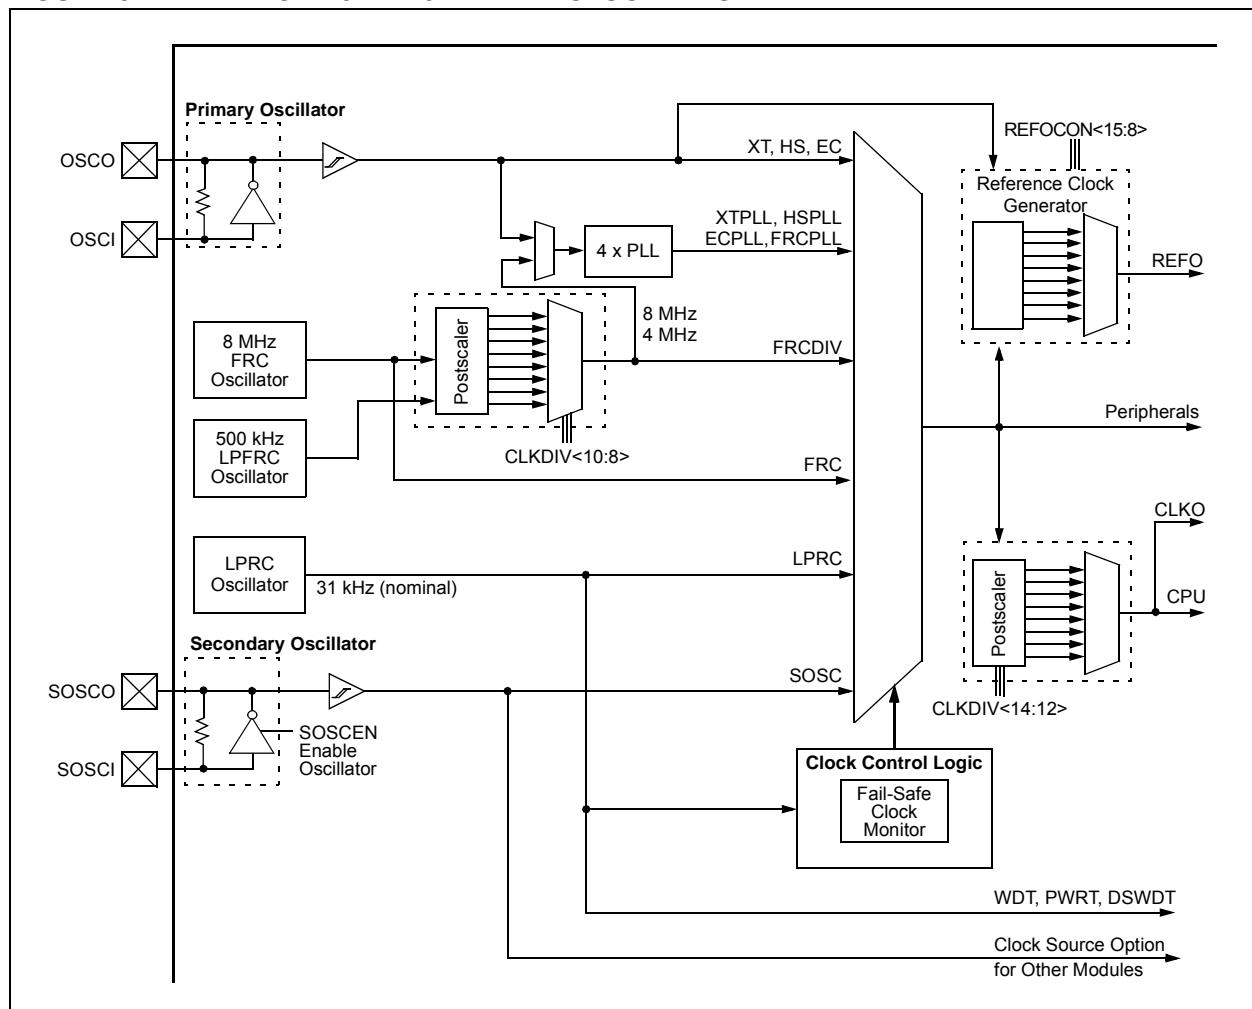 Primary Oscillator
OSCO
OSCI
XT, HS, EC
REFOCON<15:8>
Reference Clock
Generator
REFO
XTPLL, HSPLL
ECPLL,FRCPLL
4 x PLL
8 MHz
4 MHz
8 MHz
FRC
Oscillator
Postscaler
FRCDIV
Peripherals
500 kHz
LPFRC
Oscillator
CLKDIV<10:8>
FRC
CLKO
CPU
LPRC
Oscillator
31 kHz (nominal)
LPRC
Postscaler
CLKDIV<14:12>
Secondary Oscillator
SOSCO
SOSCI
SOSCEN
Enable
Oscillator
SOSC
Clock Control Logic
Fail-Safe
Clock
Monitor
WDT, PWRT, DSWDT
Clock Source Option
for Other Modules